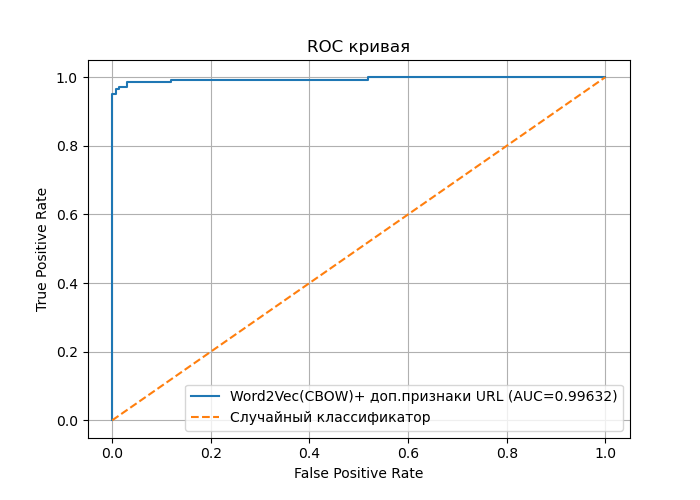 ROC кривая
True Positive Rate
1.0
0.8
0.6
0.4
0.2
0.0
Word2Vec(CBOW)+ доп.признаки URL (AUC=0.99632)
Случайный классификатор
0.0 0.2 0.4 0.6 0.8 1.0
False Positive Rate